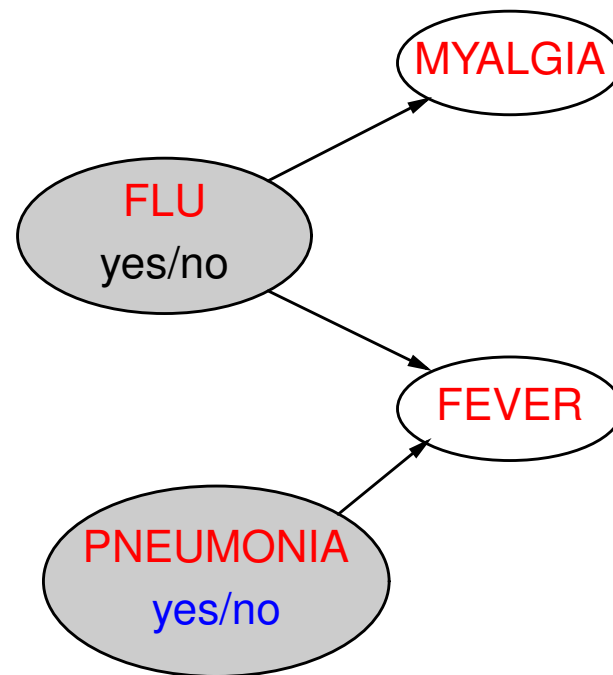 MYALGIA
FLU
yes/no
FEVER
PNEUMONIA
yes/no